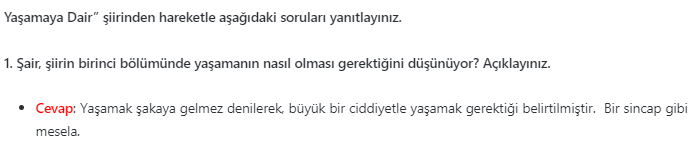 Yaşamaya Dair” şiirinden hareketle aşağıdaki soruları yanıtlayınız.
1. Şair, şiirin birinci bölümünde yaşamanın nasıl olması gerektiğini düşünüyor? Açıklayınız.
• Cevap: Yaşamak şakaya gelmez denilerek, büyük bir ciddiyetle yaşamak gerektiği belirtilmiştir. Bir sincap gibi
mesela.